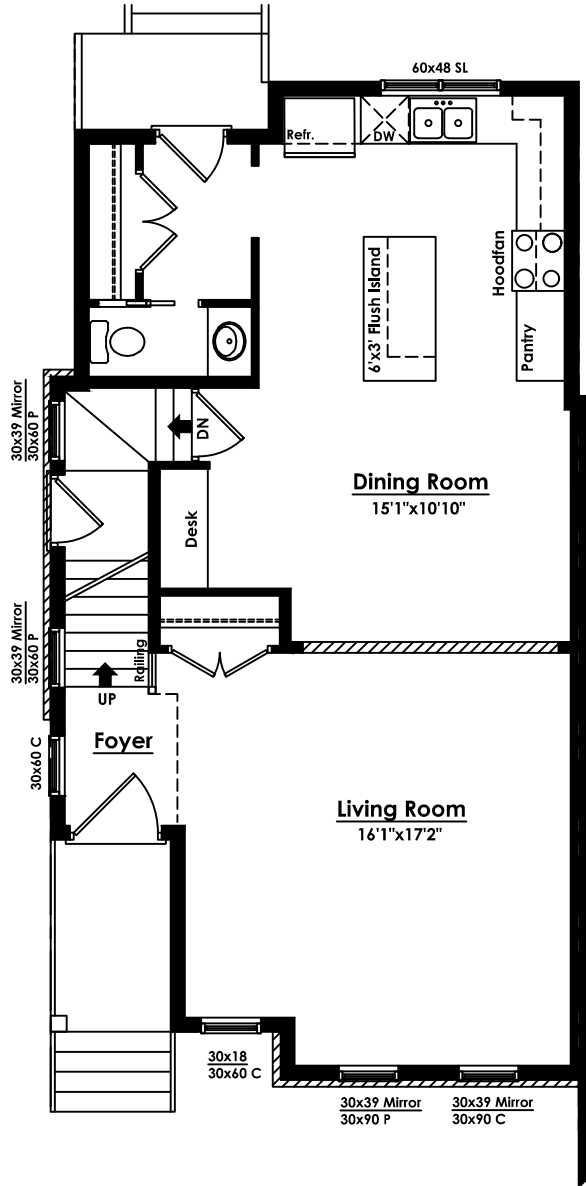 60x48 SL
Refr.
DW
Hoodfan
6'x3' Flush Island
Pantry
30x39 Mirror
30x60 P
DN
Dining Room
15'1"x10'10"
Desk
30x39 Mirror
30x60 P
Railing
UP
Foyer
30x60 C
Living Room
16'1"x17'2"
30x18
30x60 C
30x39 Mirror
30x90 P
30x39 Mirror
30x90 C